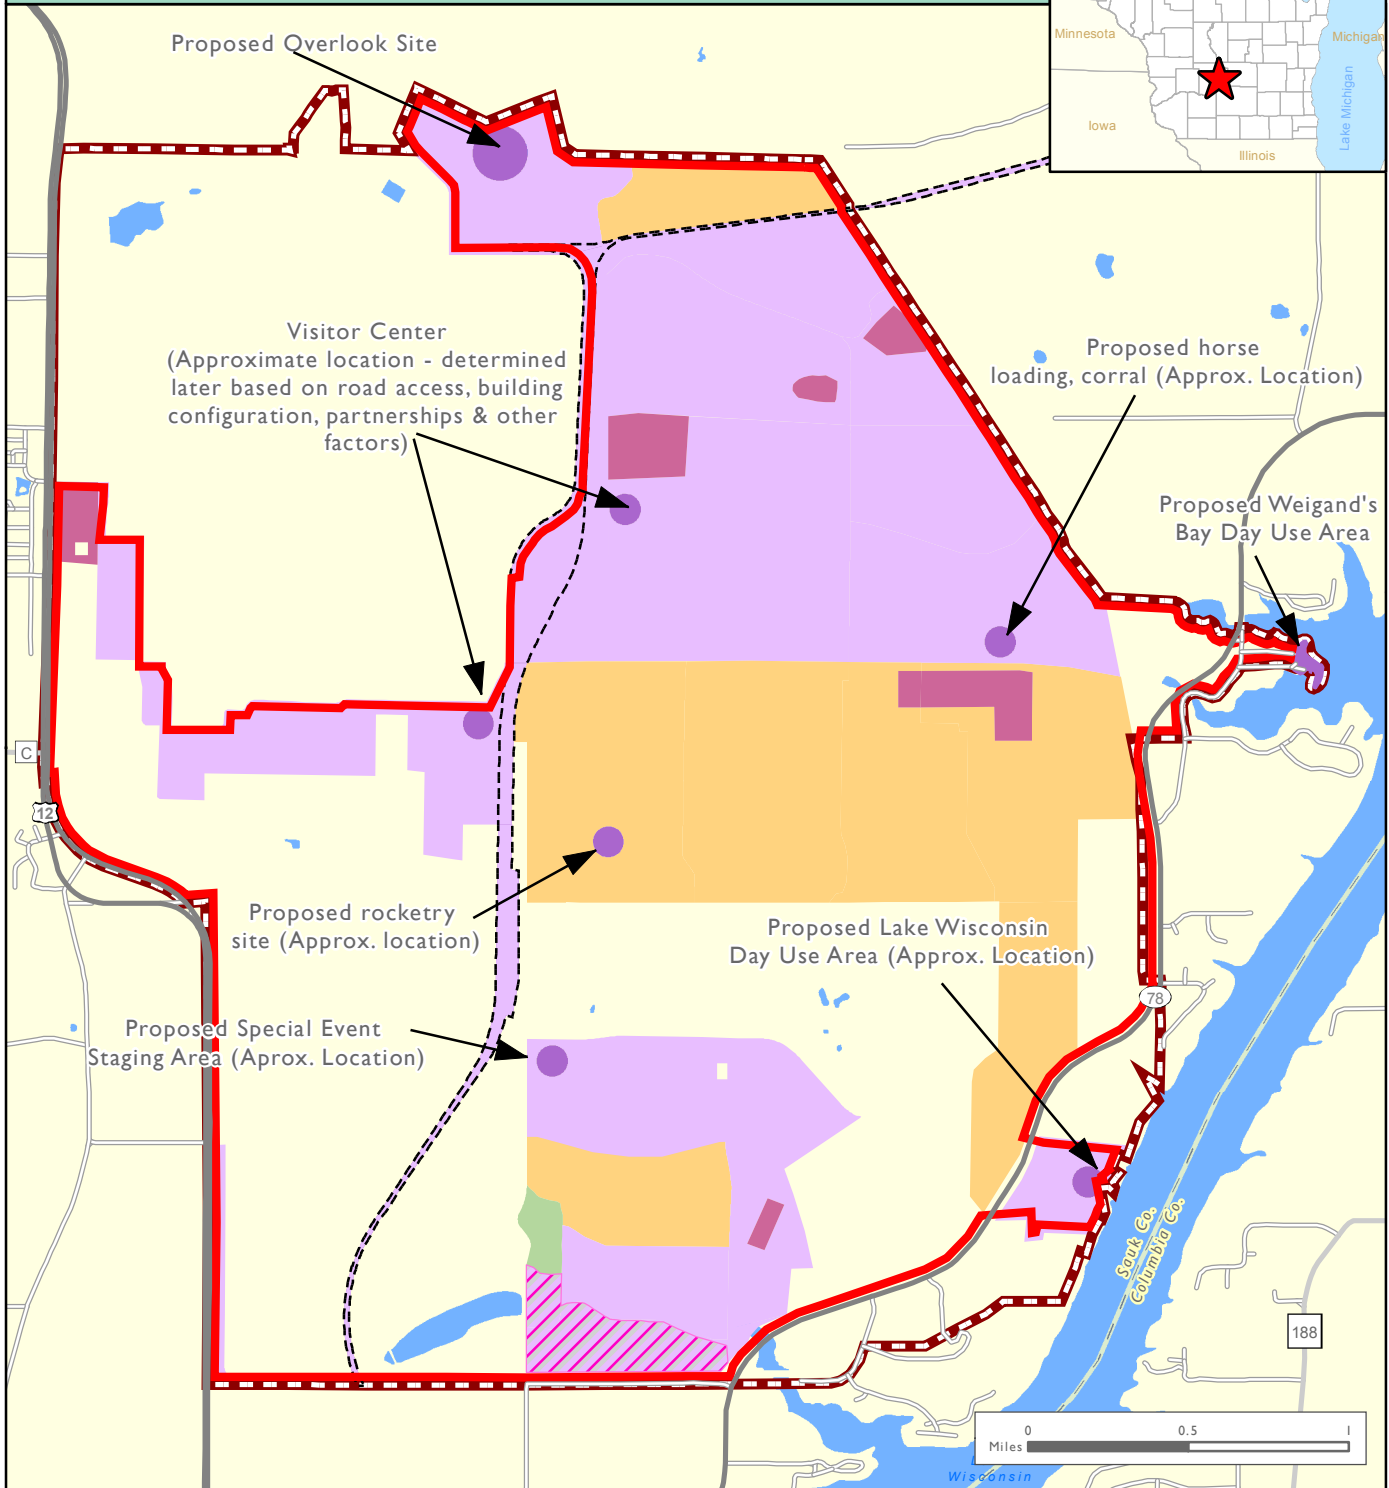 Minnesota
Michigan
Iowa
Illinois
Lake Michigan
Proposed Overlook Site
Visitor Center
(Approximate location - determined
later based on road access, building
configuration, partnerships & other
factors)
Proposed horse
loading, corral (Approx. Location)
Proposed Weigand's
Bay Day Use Area
C
12
Proposed rocketry
site (Approx. location)
Proposed Lake Wisconsin
Day Use Area (Approx. Location)
78
Proposed Special Event
Staging Area (Aprox. Location)
Sauk Co.
Columbia Co.
188
0 0.5 1
Miles
Wisconsin